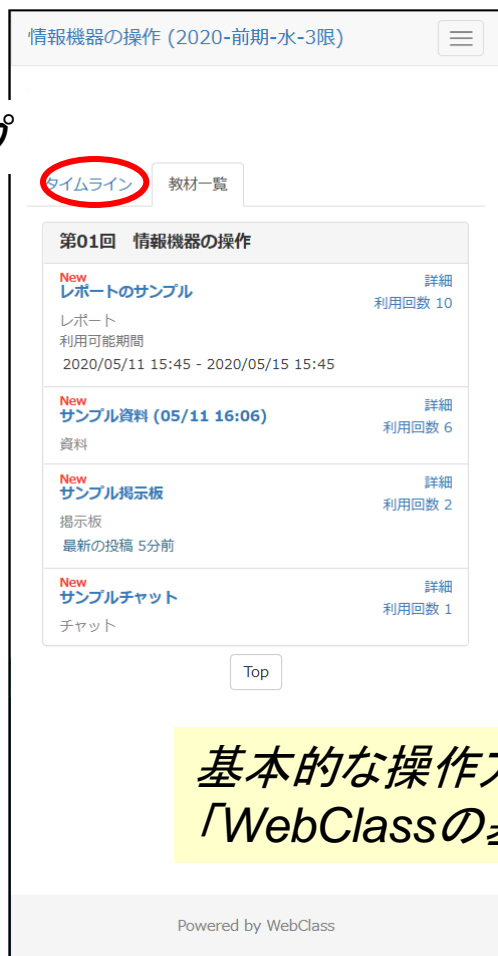 情報機器の操作 (2020-前期-水-3限)
プ
タイムライン 教材一覧
第01回 情報機器の操作
New
レポートのサンプル 詳細
利用回数 10
レポート
利用可能期間
2020/05/11 15:45 - 2020/05/15 15:45
New
サンプル資料 (05/11 16:06) 詳細
利用回数 6
資料
New
サンプル掲示板 詳細
利用回数 2
掲示板
最新の投稿 5分前
New
サンプルチャット 詳細
利用回数 1
チャット
Top
基本的な操作
「WebClassの
Powered by WebClass